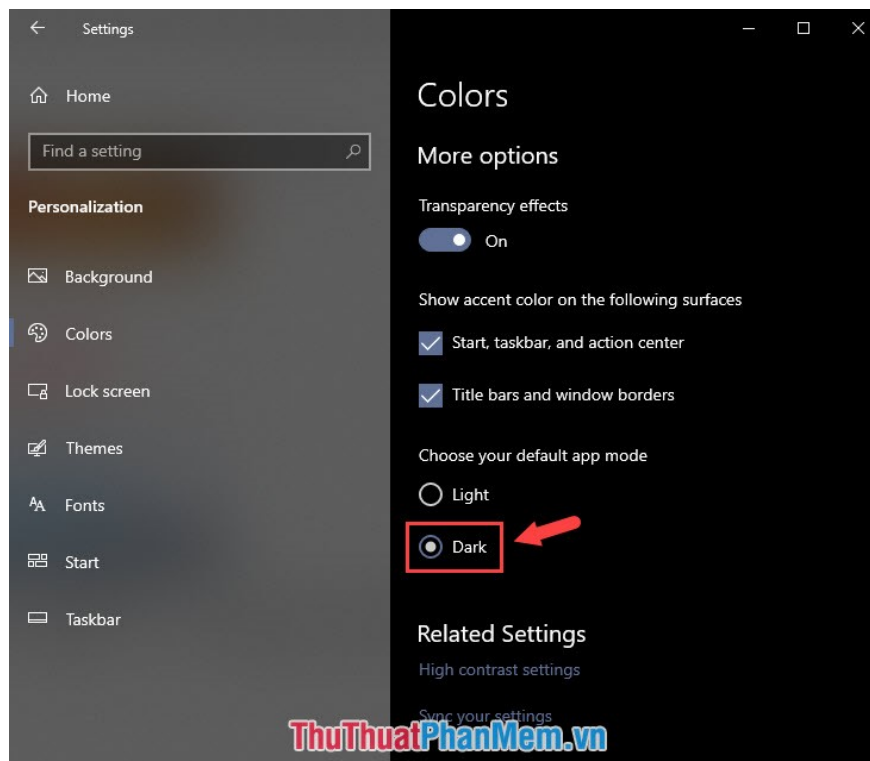 Settings
Home
Find a setting
Personalization
Background
Colors
Lock screen
Themes
Fonts
Start
Taskbar
Colors
More options
Transparency effects
On
Show accent color on the following surfaces
Start, taskbar, and action center
Title bars and window borders
Choose your default app mode
Light
Dark
Related Settings
High contrast settings
Sync your settings
ThuThuatPhanMem.vn